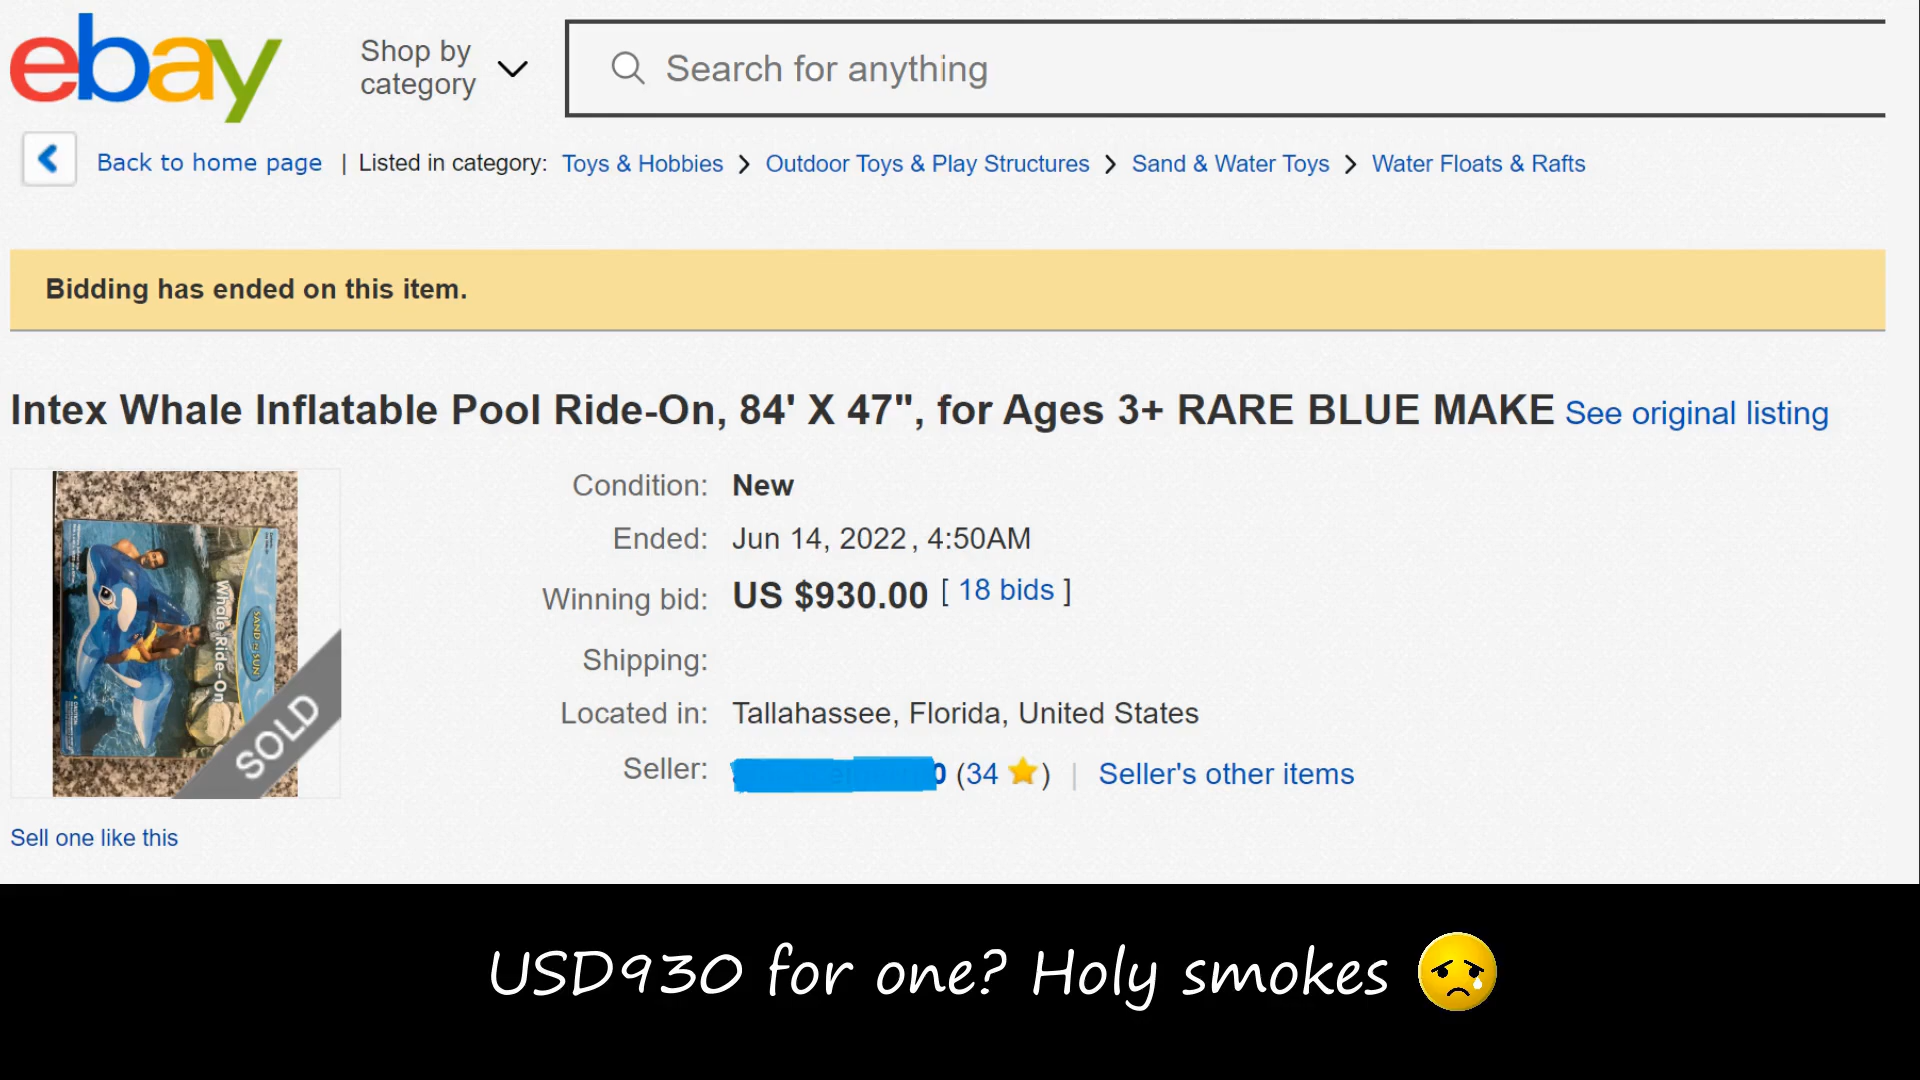 ebay
Shop by
category
Search for anything
Back to home page | Listed in category: Toys & Hobbies > Outdoor Toys & Play Structures > Sand & Water Toys > Water Floats & Rafts
Bidding has ended on this item.
Intex Whale Inflatable Pool Ride-On, 84' X 47", for Ages 3+ RARE BLUE MAKE See original listing
Condition: New
Ended: Jun 14, 2022 , 4:50AM
Winning bid: US $930.00 [ 18 bids ]
Shipping:
Located in: Tallahassee, Florida, United States
Seller: 0 (34 ⭐) | Seller's other items
SAND n SUN
Whale Ride-On
SOLD
Sell one like this
USD930 for one? Holy smokes 😢